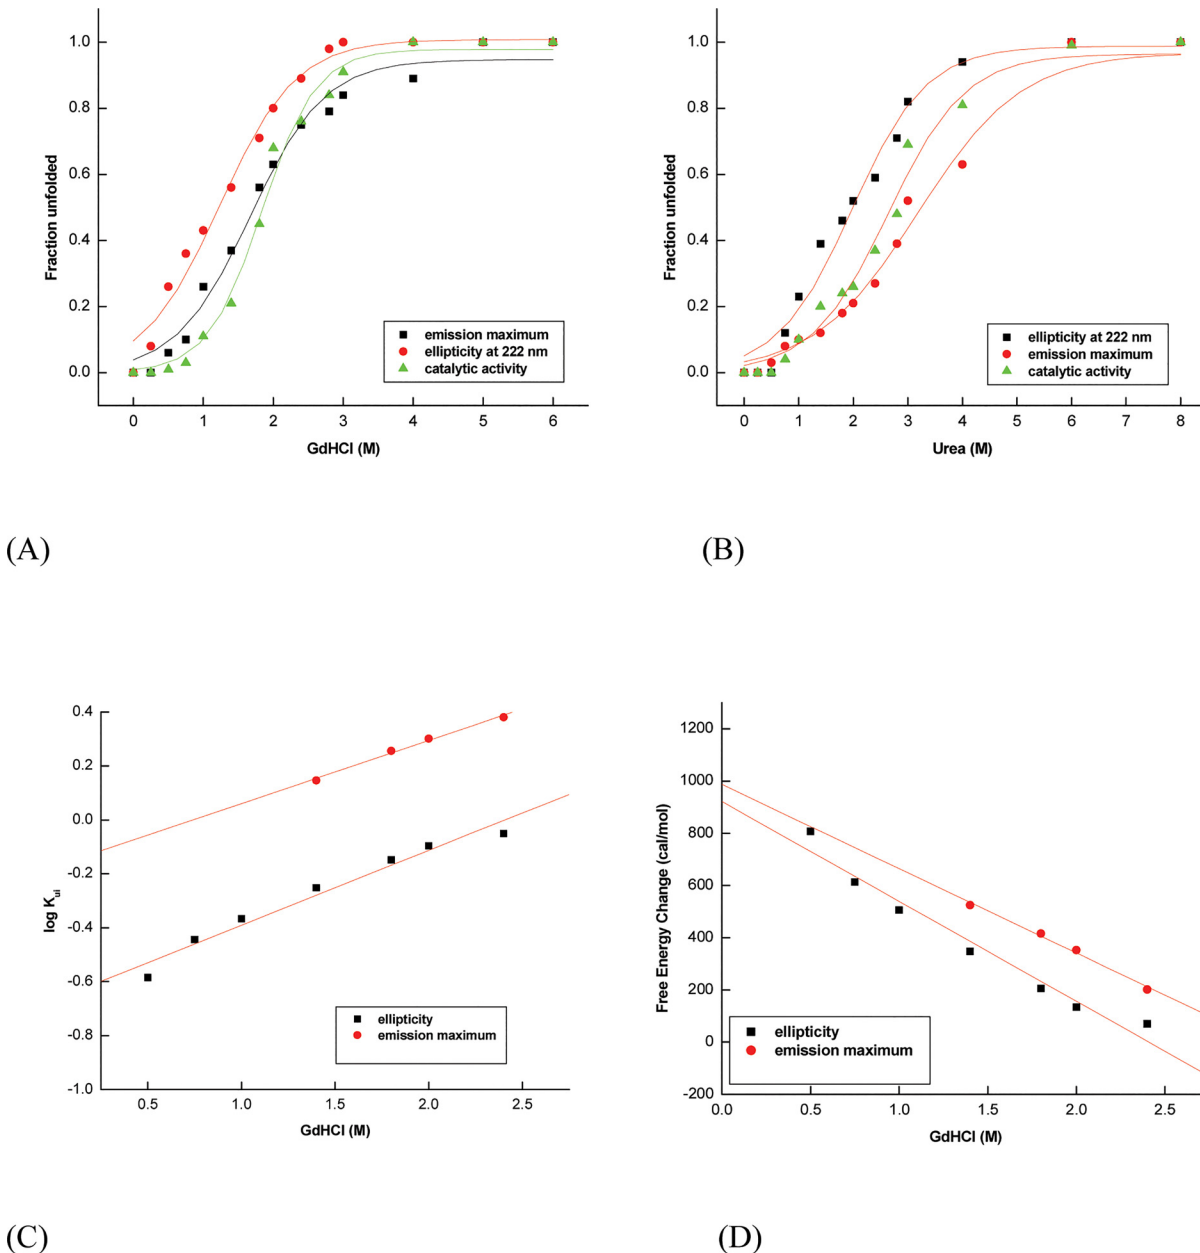 1.0
0.8
0.6
0.4
0.2
0.0
Fraction unfolded
emission maximum
ellipticity at 222 nm
catalytic activity
0 1 2 3 4 5 6
GdHCl (M)
(A)
1.0
0.8
0.6
0.4
0.2
0.0
Fraction unfolded
ellipticity at 222 nm
emission maximum
catalytic activity
0 1 2 3 4 5 6 7 8
Urea (M)
(B)
0.4
0.2
0.0
-0.2
-0.4
-0.6
-0.8
-1.0
log Kui
ellipticity
emission maximum
0.5 1.0 1.5 2.0 2.5
GdHCl (M)
(C)
1200
1000
800
600
400
200
0
-200
Free Energy Change (cal/mol)
ellipticity
emission maximum
0.0 0.5 1.0 1.5 2.0 2.5
GdHCl (M)
(D)